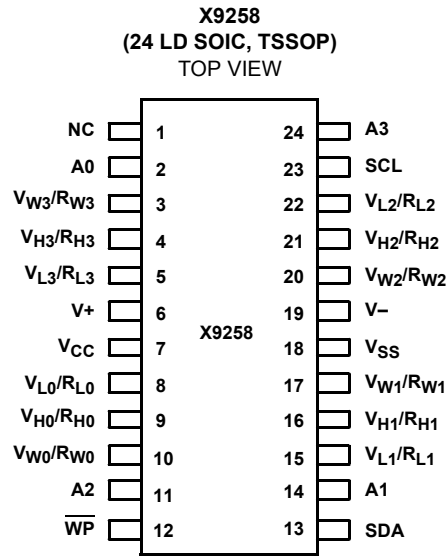 X9258
(24 LD SOIC, TSSOP)
TOP VIEW
NC 1 24 A3
A0 2 23 SCL
VW3/RW3 3 22 VL2/RL2
VH3/RH3 4 21 VH2/RH2
VL3/RL3 5 20 VW2/RW2
V+ 6 19 V–
X9258
VCC 7 18 VSS
VL0/RL0 8 17 VW1/RW1
VH0/RH0 9 16 VH1/RH1
VW0/RW0 10 15 VL1/RL1
A2 11 14 A1
W̅P̅ 12 13 SDA